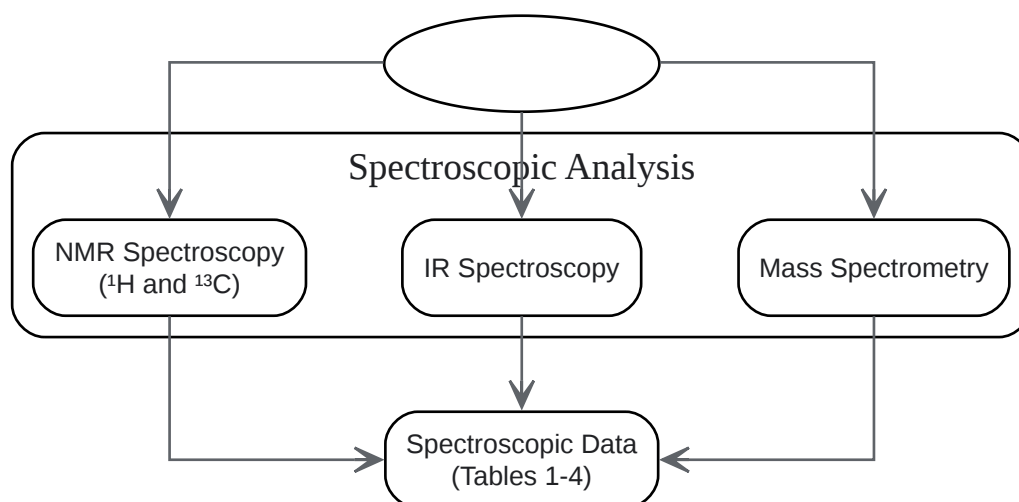 Spectroscopic Analysis
NMR Spectroscopy
(¹H and ¹³C)
IR Spectroscopy
Mass Spectrometry
Spectroscopic Data
(Tables 1-4)